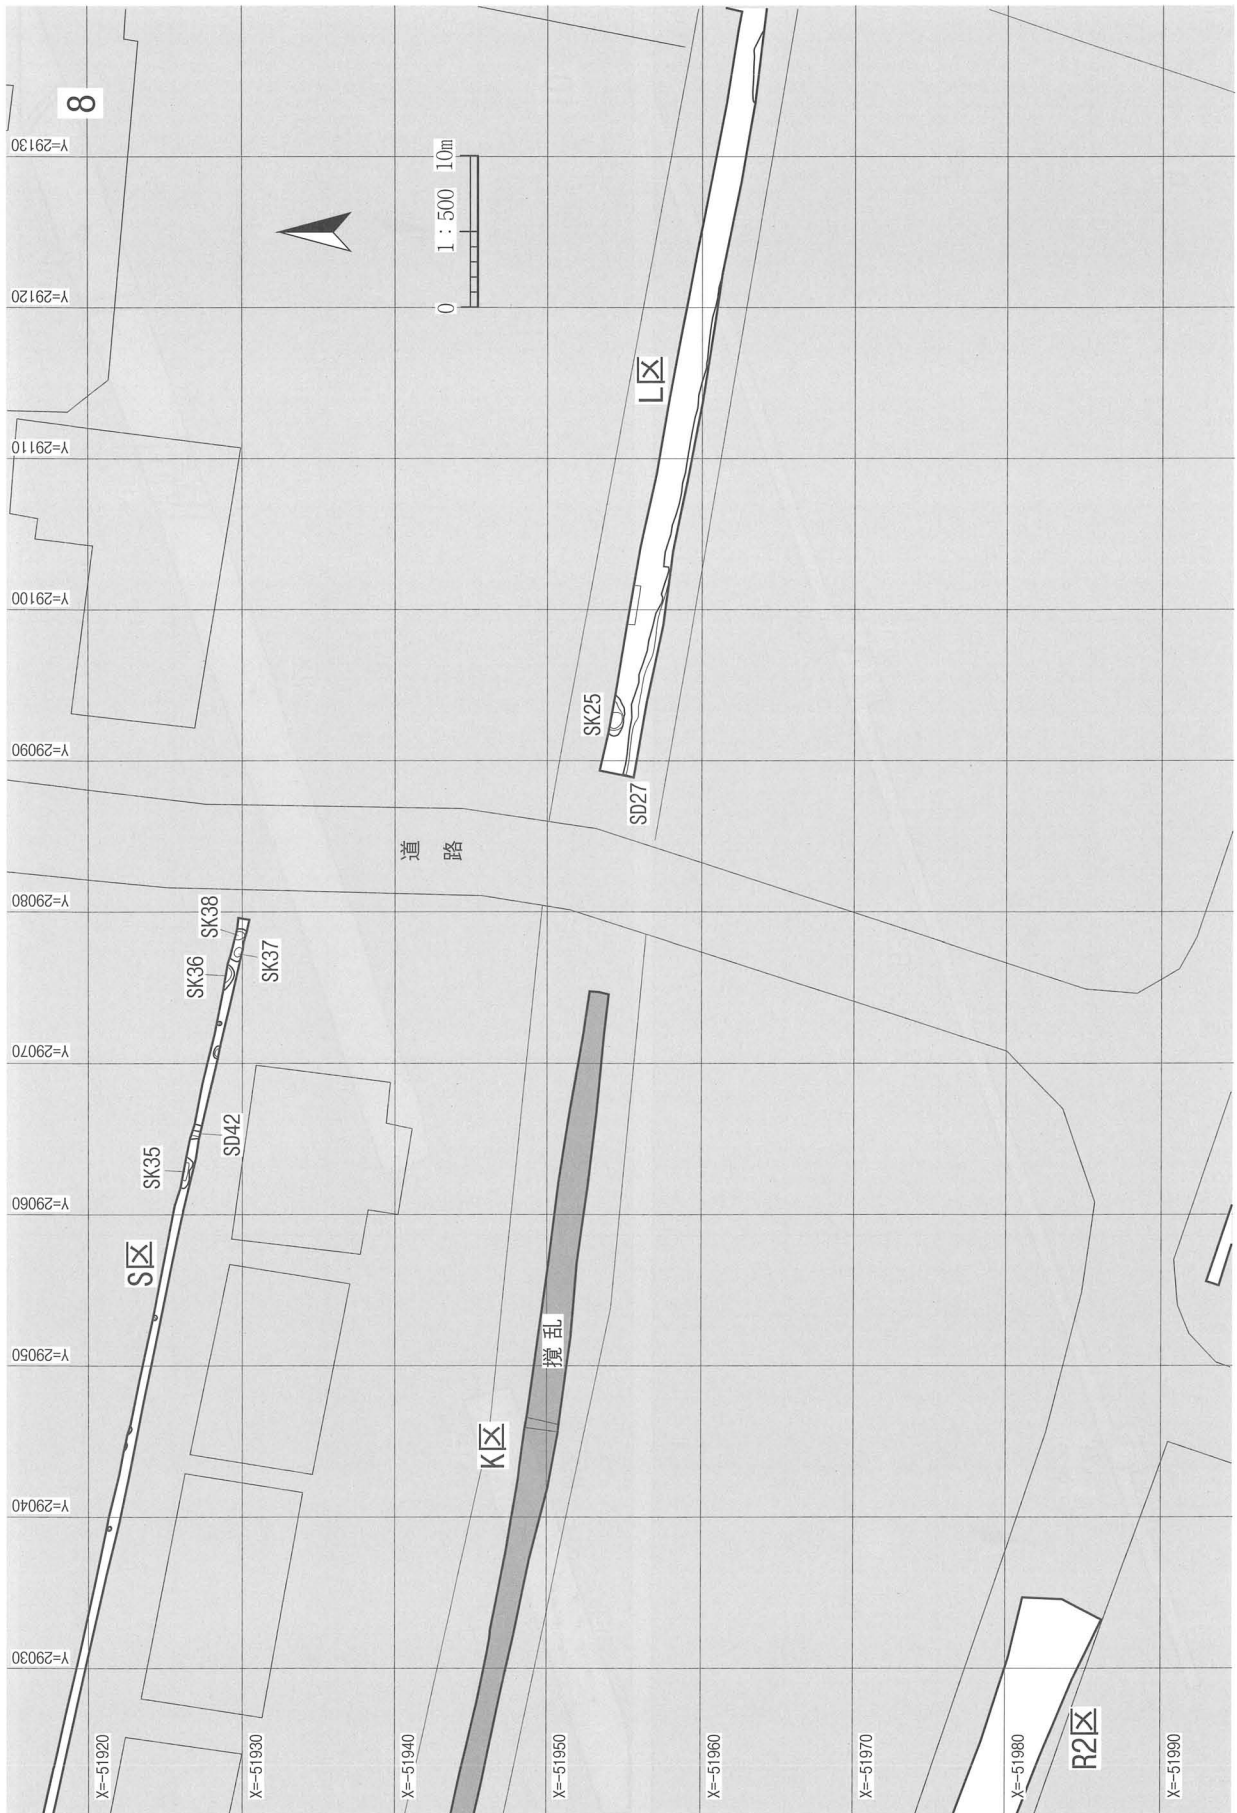 8
Y=29130
Y=29120
Y=29110
Y=29100
Y=29090
Y=29080
Y=29070
Y=29060
Y=29050
Y=29040
Y=29030
0 1:500 10m
L区
SK25
SD27
道路
SK38
SK37
SK36
SD42
SK35
S区
撹乱
K区
R2区
X=-51920
X=-51930
X=-51940
X=-51950
X=-51960
X=-51970
X=-51980
X=-51990